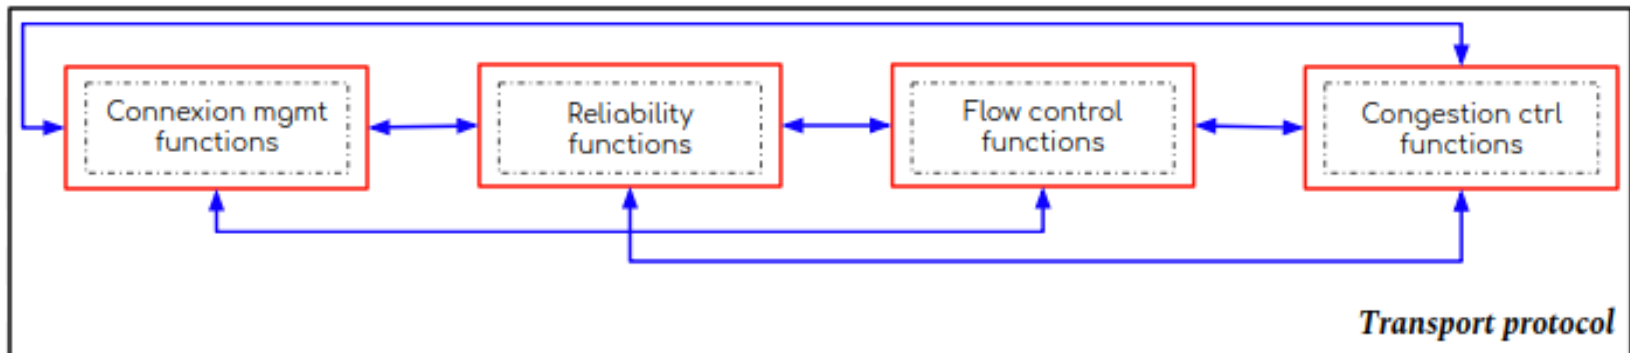 Connexion mgmt
functions
Reliability
functions
Flow control
functions
Congestion ctrl
functions
Transport protocol